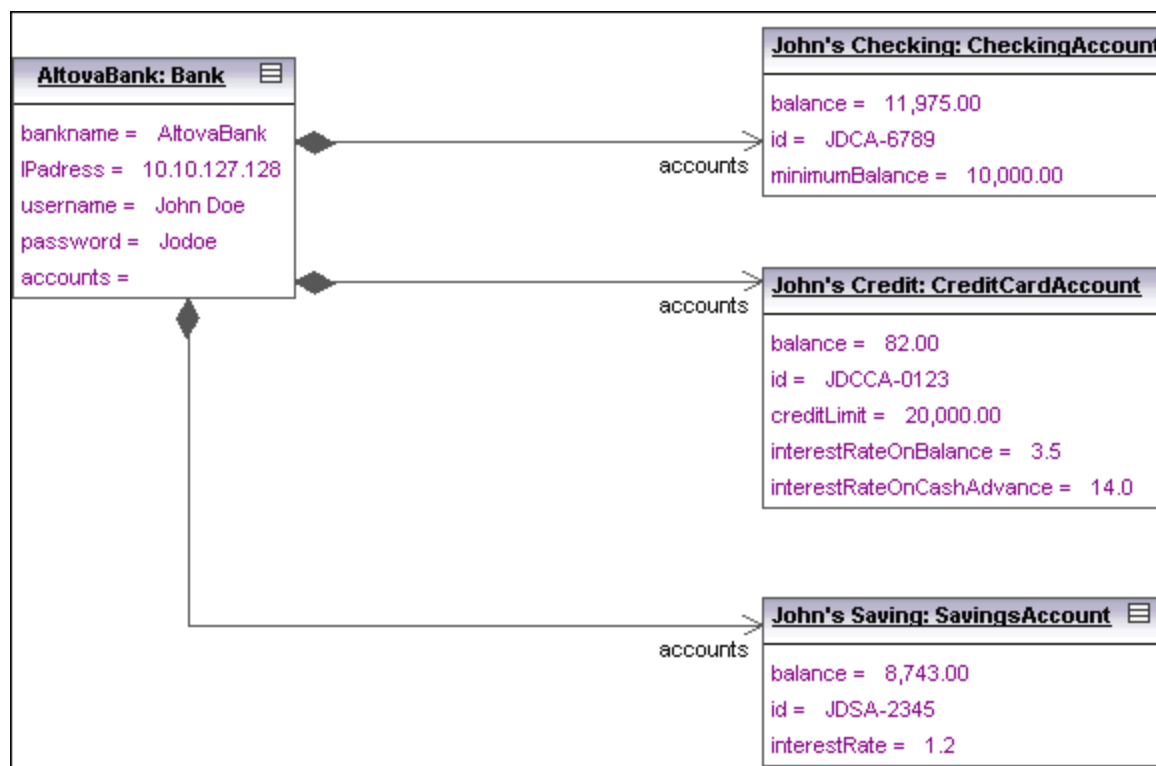 AltovaBank: Bank
bankname = AltovaBank
IPadress = 10.10.127.128
username = John Doe
password = Jodoe
accounts =
accounts
John's Checking: CheckingAccount
balance = 11,975.00
id = JDCA-6789
minimumBalance = 10,000.00
accounts
John's Credit: CreditCardAccount
balance = 82.00
id = JDCCA-0123
creditLimit = 20,000.00
interestRateOnBalance = 3.5
interestRateOnCashAdvance = 14.0
accounts
John's Saving: SavingsAccount
balance = 8,743.00
id = JDSA-2345
interestRate = 1.2